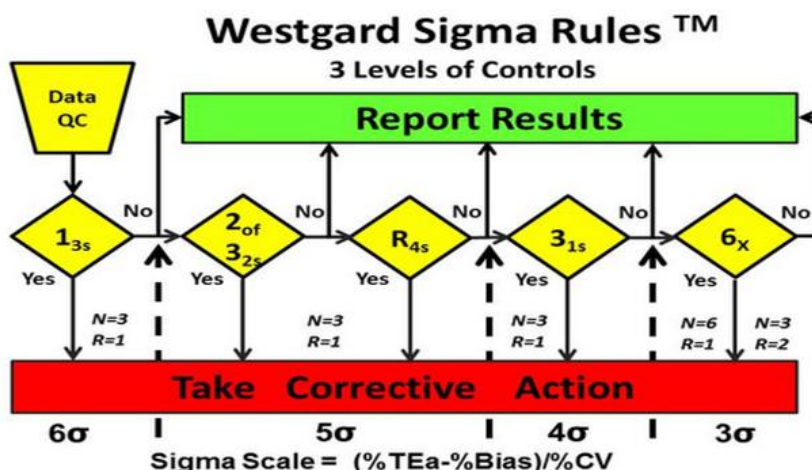 Westgard Sigma Rules ™
3 Levels of Controls
Data
QC
Report Results
No No No No No
1₃ₛ
2of
3₂ₛ
R₄ₛ
3₁ₛ
6ₓ
Yes Yes Yes Yes Yes
N=3 N=3 N=3 N=6 N=3
R=1 R=1 R=1 R=1 R=2
Take Corrective Action
6σ 5σ 4σ 3σ
Sigma Scale = (%TEa-%Bias)/%CV